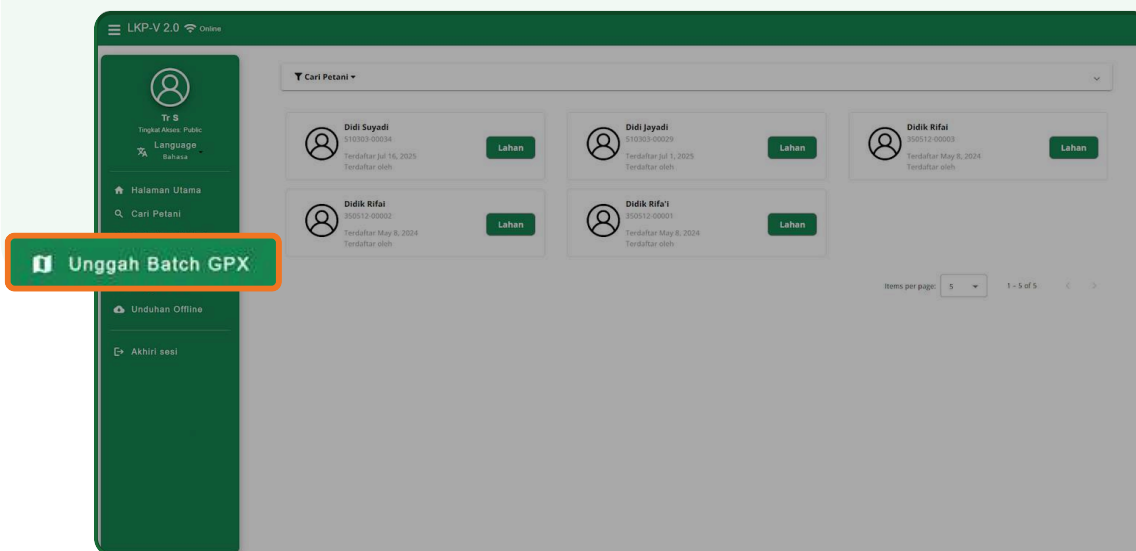 LKP-V 2.0 Online
Tr S
Tingkat Akses: Public
Language
Bahasa
Halaman Utama
Cari Petani
Unggah Batch GPX
Unduhan Offline
Akhiri sesi
Cari Petani
Didi Suyadi
510303-00034
Terdaftar Jul 16, 2025
Terdaftar oleh
Lahan
Didi Jayadi
510303-00029
Terdaftar Jul 1, 2025
Terdaftar oleh
Lahan
Didik Rifai
350512-00003
Terdaftar May 8, 2024
Terdaftar oleh
Lahan
Didik Rifai
350512-00002
Terdaftar May 8, 2024
Terdaftar oleh
Lahan
Didik Rifa'i
350512-00001
Terdaftar May 8, 2024
Terdaftar oleh
Lahan
Items per page: 5 1 – 5 of 5